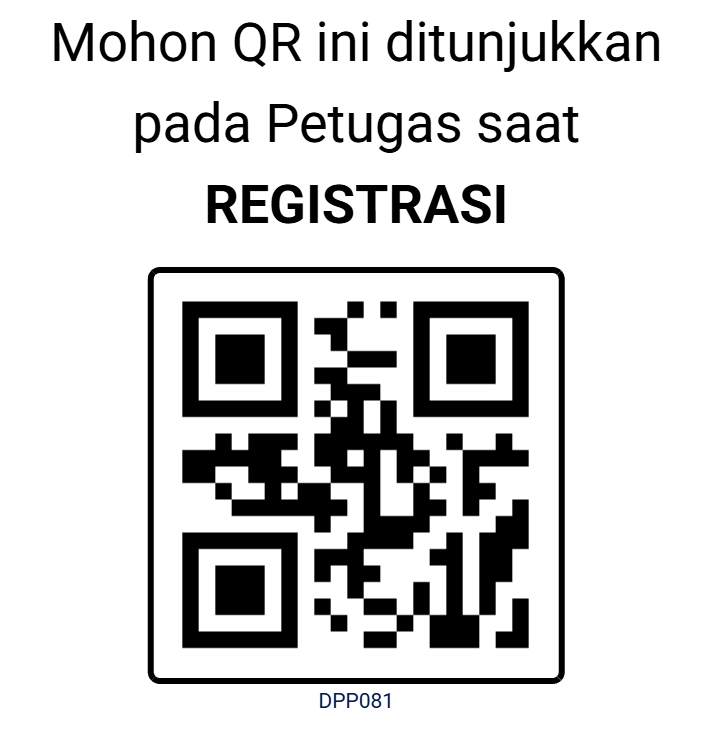 Mohon QR ini ditunjukkan
pada Petugas saat
REGISTRASI
DPP081